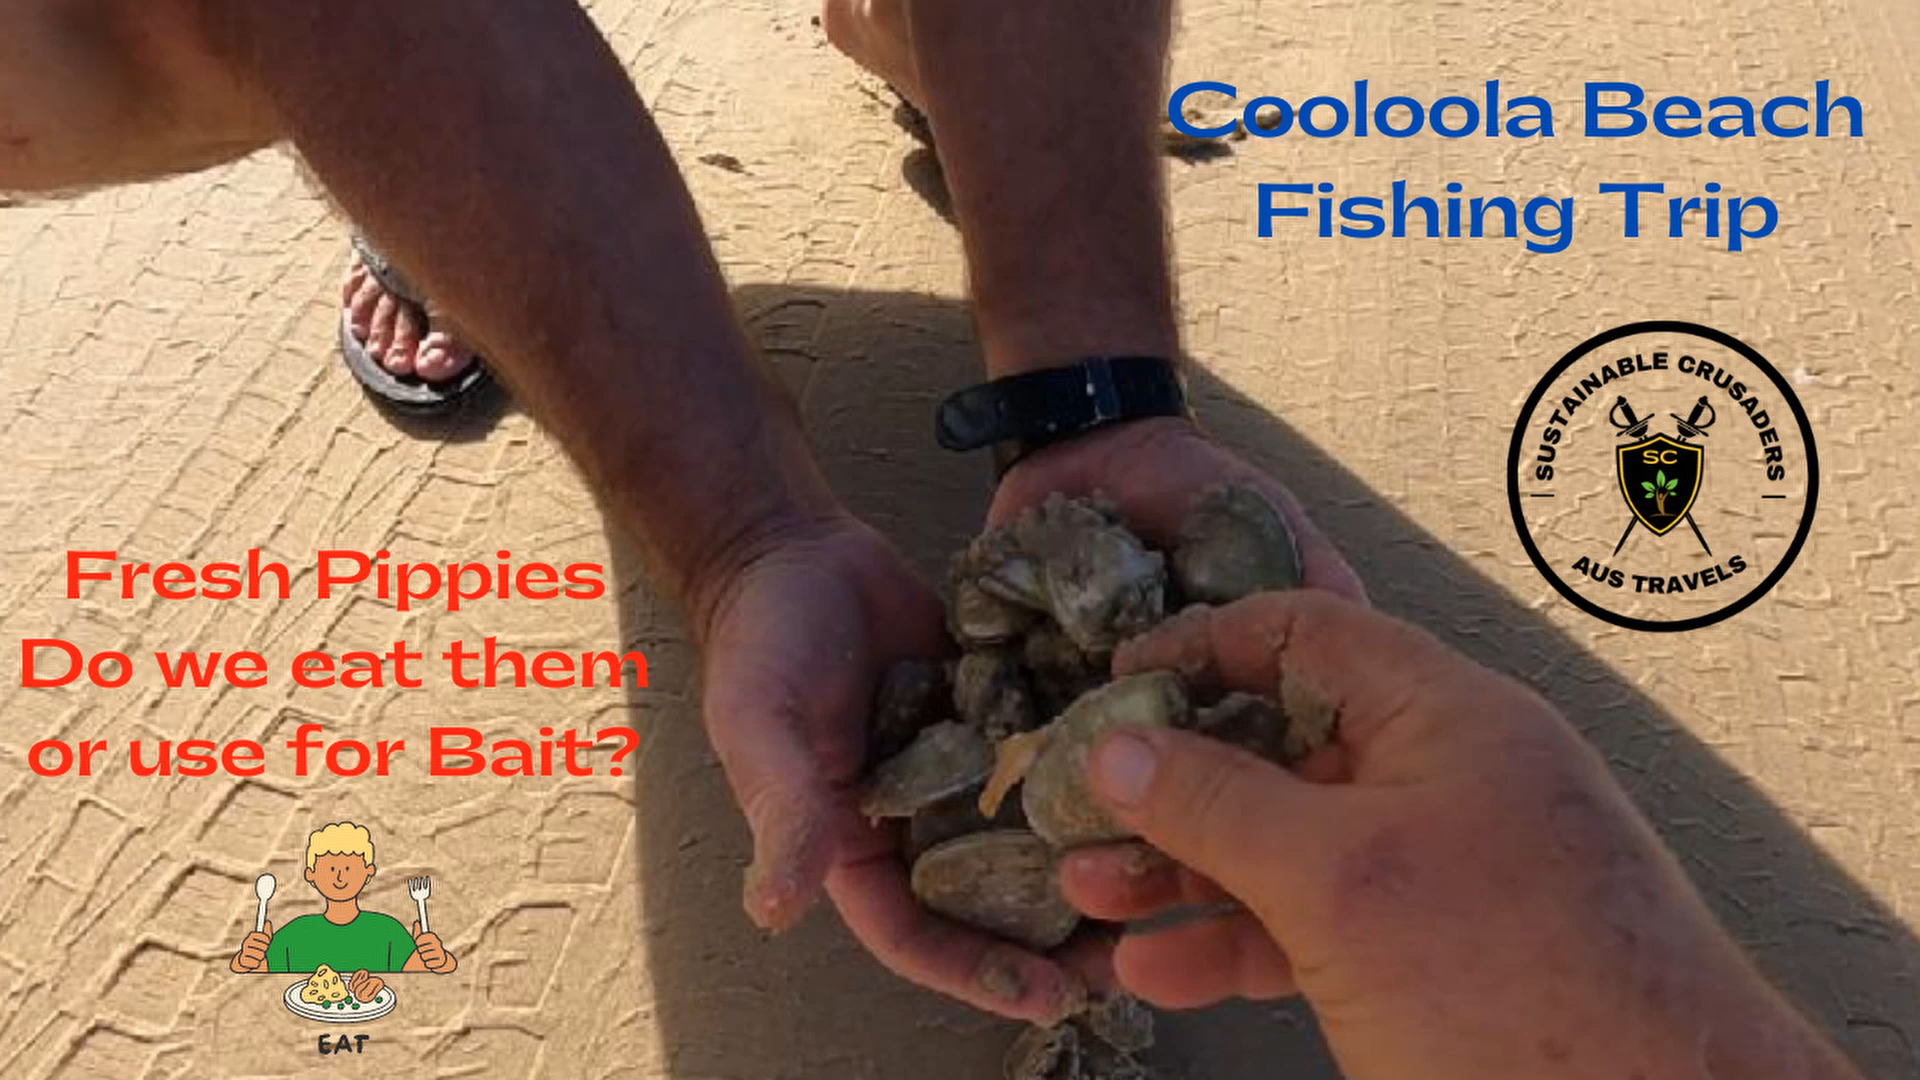 Cooloola Beach
Fishing Trip
SUSTAINABLE CRUSADERS
SC
AUS TRAVELS
Fresh Pippies
Do we eat them
or use for Bait?
EAT